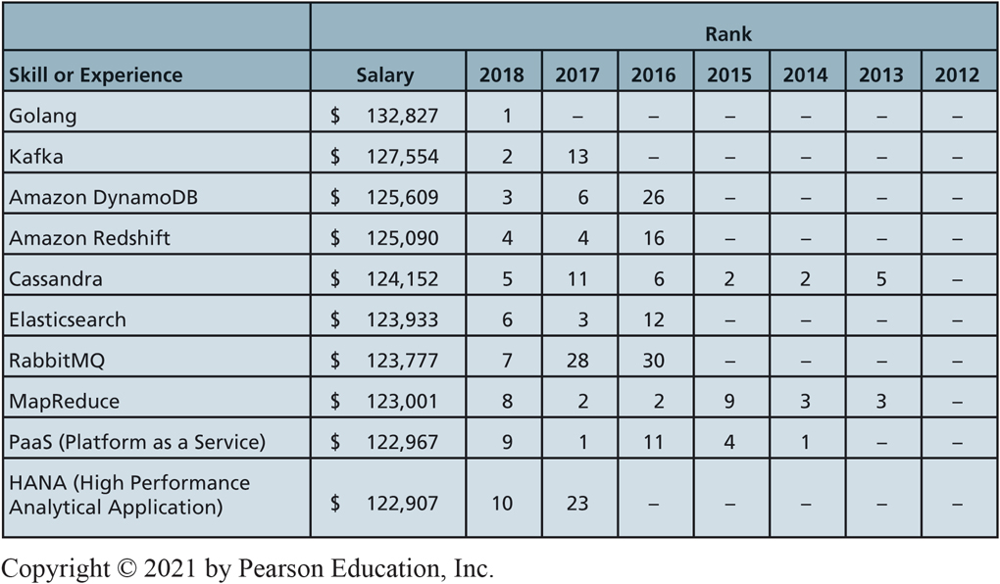 Rank
Skill or Experience Salary 2018 2017 2016 2015 2014 2013 2012
Golang $ 132,827 1 – – – – – –
Kafka $ 127,554 2 13 – – – – –
Amazon DynamoDB $ 125,609 3 6 26 – – – –
Amazon Redshift $ 125,090 4 4 16 – – – –
Cassandra $ 124,152 5 11 6 2 2 5 –
Elasticsearch $ 123,933 6 3 12 – – – –
RabbitMQ $ 123,777 7 28 30 – – – –
MapReduce $ 123,001 8 2 2 9 3 3 –
PaaS (Platform as a Service) $ 122,967 9 1 11 4 1 – –
HANA (High Performance
Analytical Application) $ 122,907 10 23 – – – – –
Copyright © 2021 by Pearson Education, Inc.